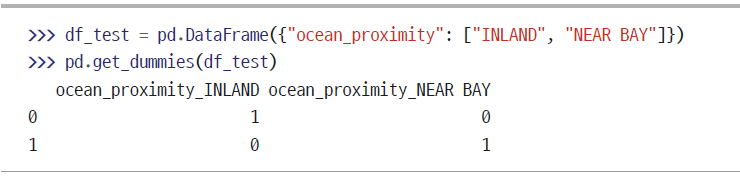 >>> df_test = pd.DataFrame({"ocean_proximity": ["INLAND", "NEAR BAY"]})
>>> pd.get_dummies(df_test)
ocean_proximity_INLAND ocean_proximity_NEAR BAY
0 1 0
1 0 1